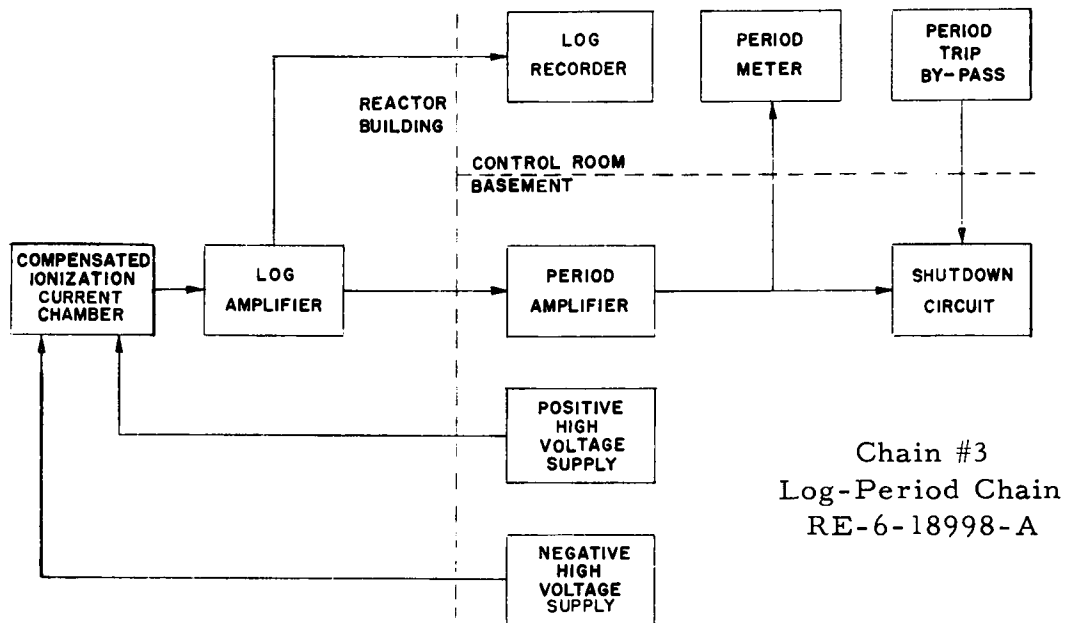 LOG
RECORDER
PERIOD
METER
PERIOD
TRIP
BY-PASS
REACTOR
BUILDING
CONTROL ROOM
BASEMENT
COMPENSATED
IONIZATION
CURRENT
CHAMBER
LOG
AMPLIFIER
PERIOD
AMPLIFIER
SHUTDOWN
CIRCUIT
POSITIVE
HIGH
VOLTAGE
SUPPLY
Chain #3
Log-Period Chain
RE-6-18998-A
NEGATIVE
HIGH
VOLTAGE
SUPPLY